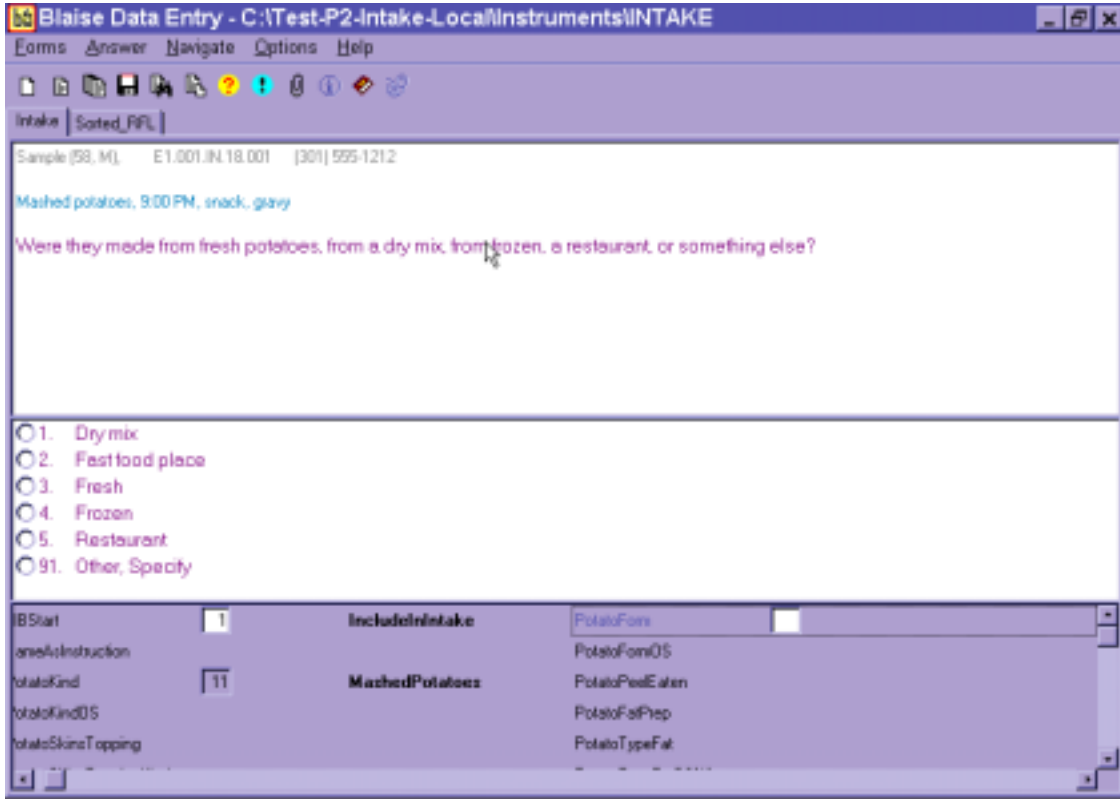 Blaise Data Entry - C:\Test-P2-Intake-Local\Instruments\INTAKE
Forms Answer Navigate Options Help
Intake Sorted_RFL
Sample (58, M), E1.001.IN.18.001 (301) 555-1212
Mashed potatoes, 9:00 PM, snack, gravy
Were they made from fresh potatoes, from a dry mix, from frozen, a restaurant, or something else?
1. Dry mix
2. Fast food place
3. Fresh
4. Frozen
5. Restaurant
91. Other, Specify
IBStart 1 IncludeInIntake PotatoForm
ameAsInstruction PotatoFormOS
otatoKind 11 MashedPotatoes PotatoPeelEaten
otatoKindOS PotatoFatPrep
otatoSkinsTopping PotatoTypeFat